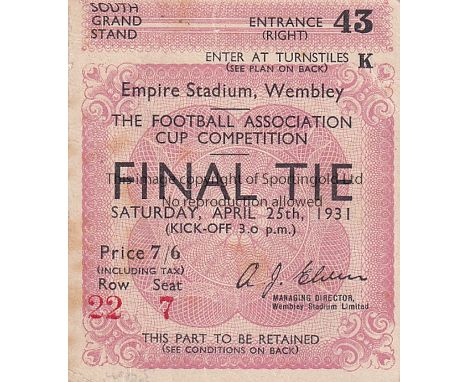 SOUTH
GRAND
STAND
ENTRANCE 43
(RIGHT)
ENTER AT TURNSTILES K
(SEE PLAN ON BACK)
Empire Stadium, Wembley
THE FOOTBALL ASSOCIATION
CUP COMPETITION
FINAL TIE
This image copyright of Sportingold Ltd
No reproduction allowed
SATURDAY, APRIL 25th, 1931
(KICK-OFF 3.0 p.m.)
Price 7/6
(INCLUDING TAX)
Row Seat
22 7
A. J. Elvin
MANAGING DIRECTOR,
Wembley Stadium Limited
THIS PART TO BE RETAINED
(SEE CONDITIONS ON BACK)